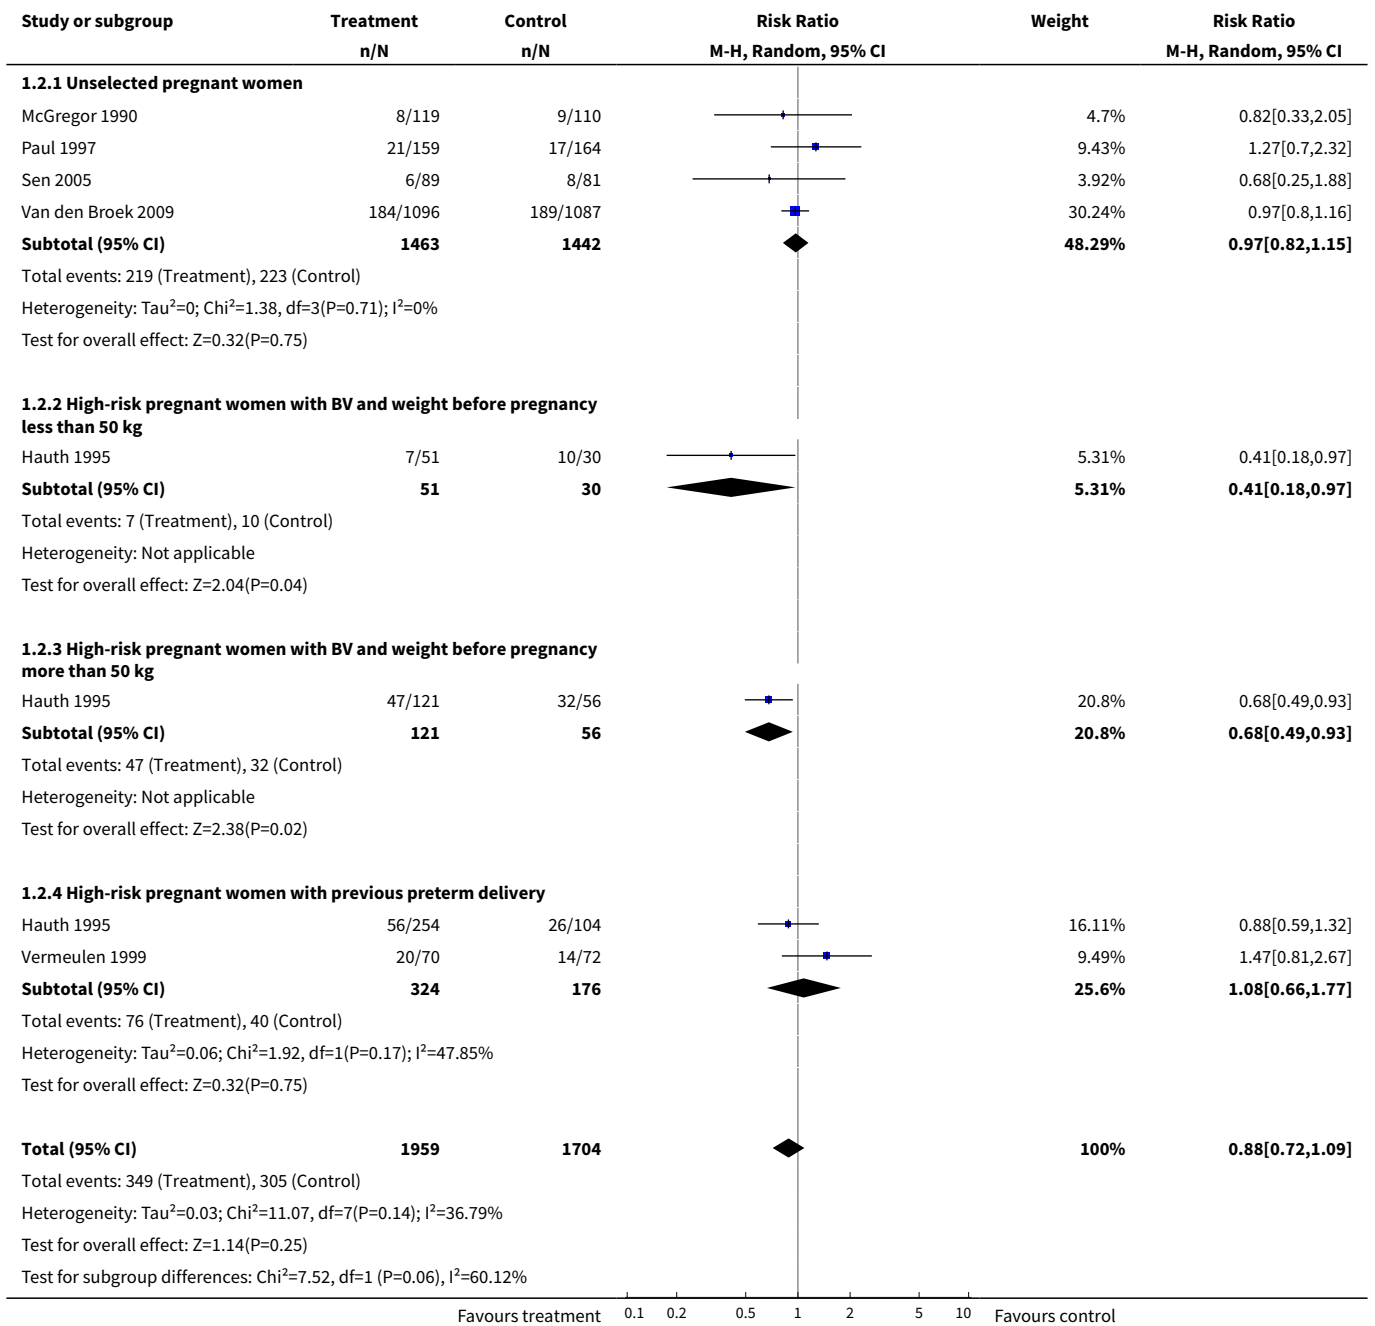 Study or subgroup Treatment Control Risk Ratio Weight Risk Ratio
n/N n/N M-H, Random, 95% CI M-H, Random, 95% CI
1.2.1 Unselected pregnant women
McGregor 1990 8/119 9/110 4.7% 0.82[0.33,2.05]
Paul 1997 21/159 17/164 9.43% 1.27[0.7,2.32]
Sen 2005 6/89 8/81 3.92% 0.68[0.25,1.88]
Van den Broek 2009 184/1096 189/1087 30.24% 0.97[0.8,1.16]
Subtotal (95% CI) 1463 1442 48.29% 0.97[0.82,1.15]
Total events: 219 (Treatment), 223 (Control)
Heterogeneity: Tau²=0; Chi²=1.38, df=3(P=0.71); I²=0%
Test for overall effect: Z=0.32(P=0.75)
1.2.2 High-risk pregnant women with BV and weight before pregnancy
less than 50 kg
Hauth 1995 7/51 10/30 5.31% 0.41[0.18,0.97]
Subtotal (95% CI) 51 30 5.31% 0.41[0.18,0.97]
Total events: 7 (Treatment), 10 (Control)
Heterogeneity: Not applicable
Test for overall effect: Z=2.04(P=0.04)
1.2.3 High-risk pregnant women with BV and weight before pregnancy
more than 50 kg
Hauth 1995 47/121 32/56 20.8% 0.68[0.49,0.93]
Subtotal (95% CI) 121 56 20.8% 0.68[0.49,0.93]
Total events: 47 (Treatment), 32 (Control)
Heterogeneity: Not applicable
Test for overall effect: Z=2.38(P=0.02)
1.2.4 High-risk pregnant women with previous preterm delivery
Hauth 1995 56/254 26/104 16.11% 0.88[0.59,1.32]
Vermeulen 1999 20/70 14/72 9.49% 1.47[0.81,2.67]
Subtotal (95% CI) 324 176 25.6% 1.08[0.66,1.77]
Total events: 76 (Treatment), 40 (Control)
Heterogeneity: Tau²=0.06; Chi²=1.92, df=1(P=0.17); I²=47.85%
Test for overall effect: Z=0.32(P=0.75)
Total (95% CI) 1959 1704 100% 0.88[0.72,1.09]
Total events: 349 (Treatment), 305 (Control)
Heterogeneity: Tau²=0.03; Chi²=11.07, df=7(P=0.14); I²=36.79%
Test for overall effect: Z=1.14(P=0.25)
Test for subgroup differences: Chi²=7.52, df=1 (P=0.06), I²=60.12%
Favours treatment 0.1 0.2 0.5 1 2 5 10 Favours control